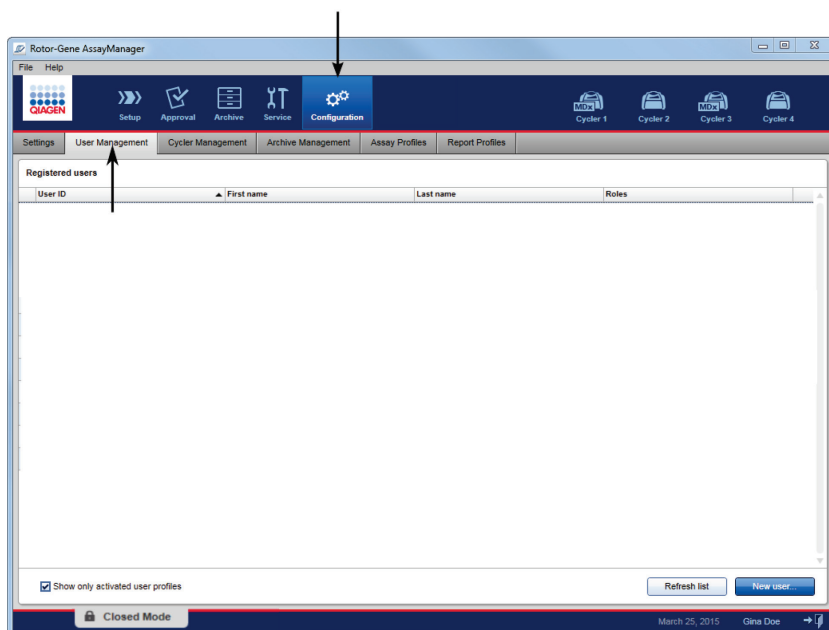 Rotor-Gene AssayManager
File Help
QIAGEN
Setup Approval Archive Service Configuration
MDx MDx
Cycler 1 Cycler 2 Cycler 3 Cycler 4
Settings User Management Cycler Management Archive Management Assay Profiles Report Profiles
Registered users
User ID First name Last name Roles
Show only activated user profiles Refresh list New user...
Closed Mode
March 25, 2015 Gina Doe